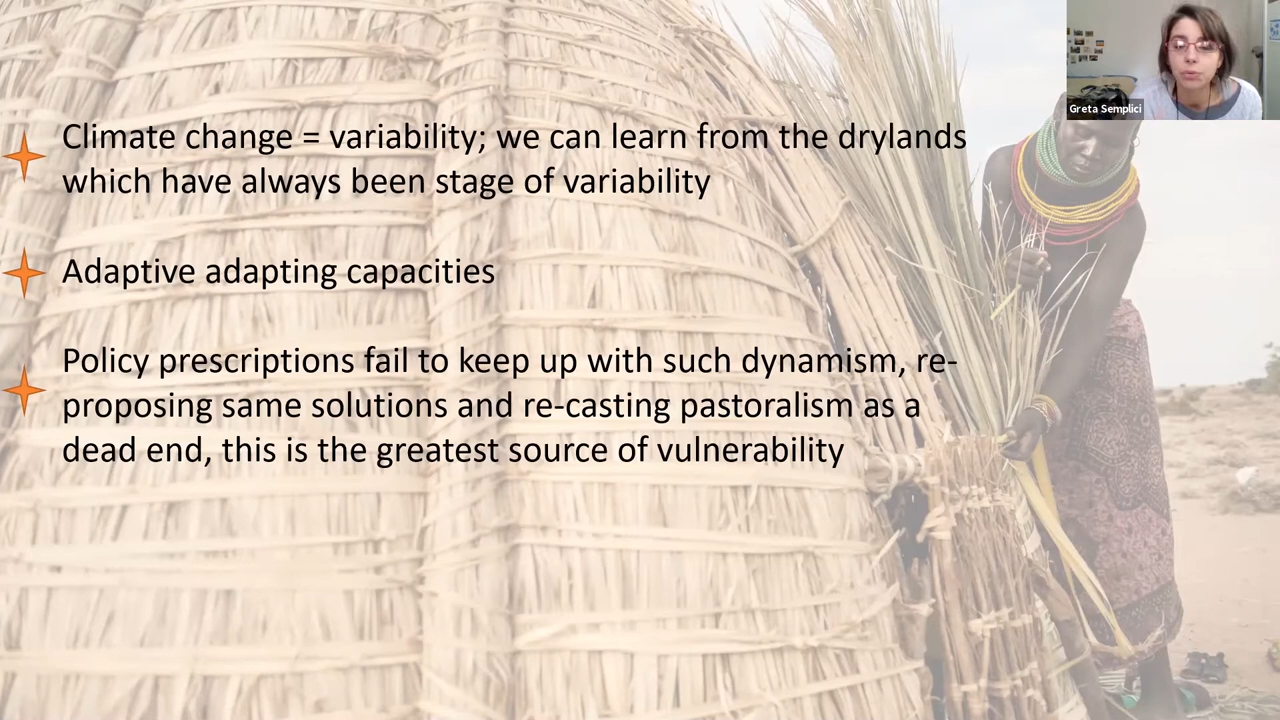 Greta Semplici
Climate change = variability; we can learn from the drylands
which have always been stage of variability
Adaptive adapting capacities
Policy prescriptions fail to keep up with such dynamism, re-
proposing same solutions and re-casting pastoralism as a
dead end, this is the greatest source of vulnerability